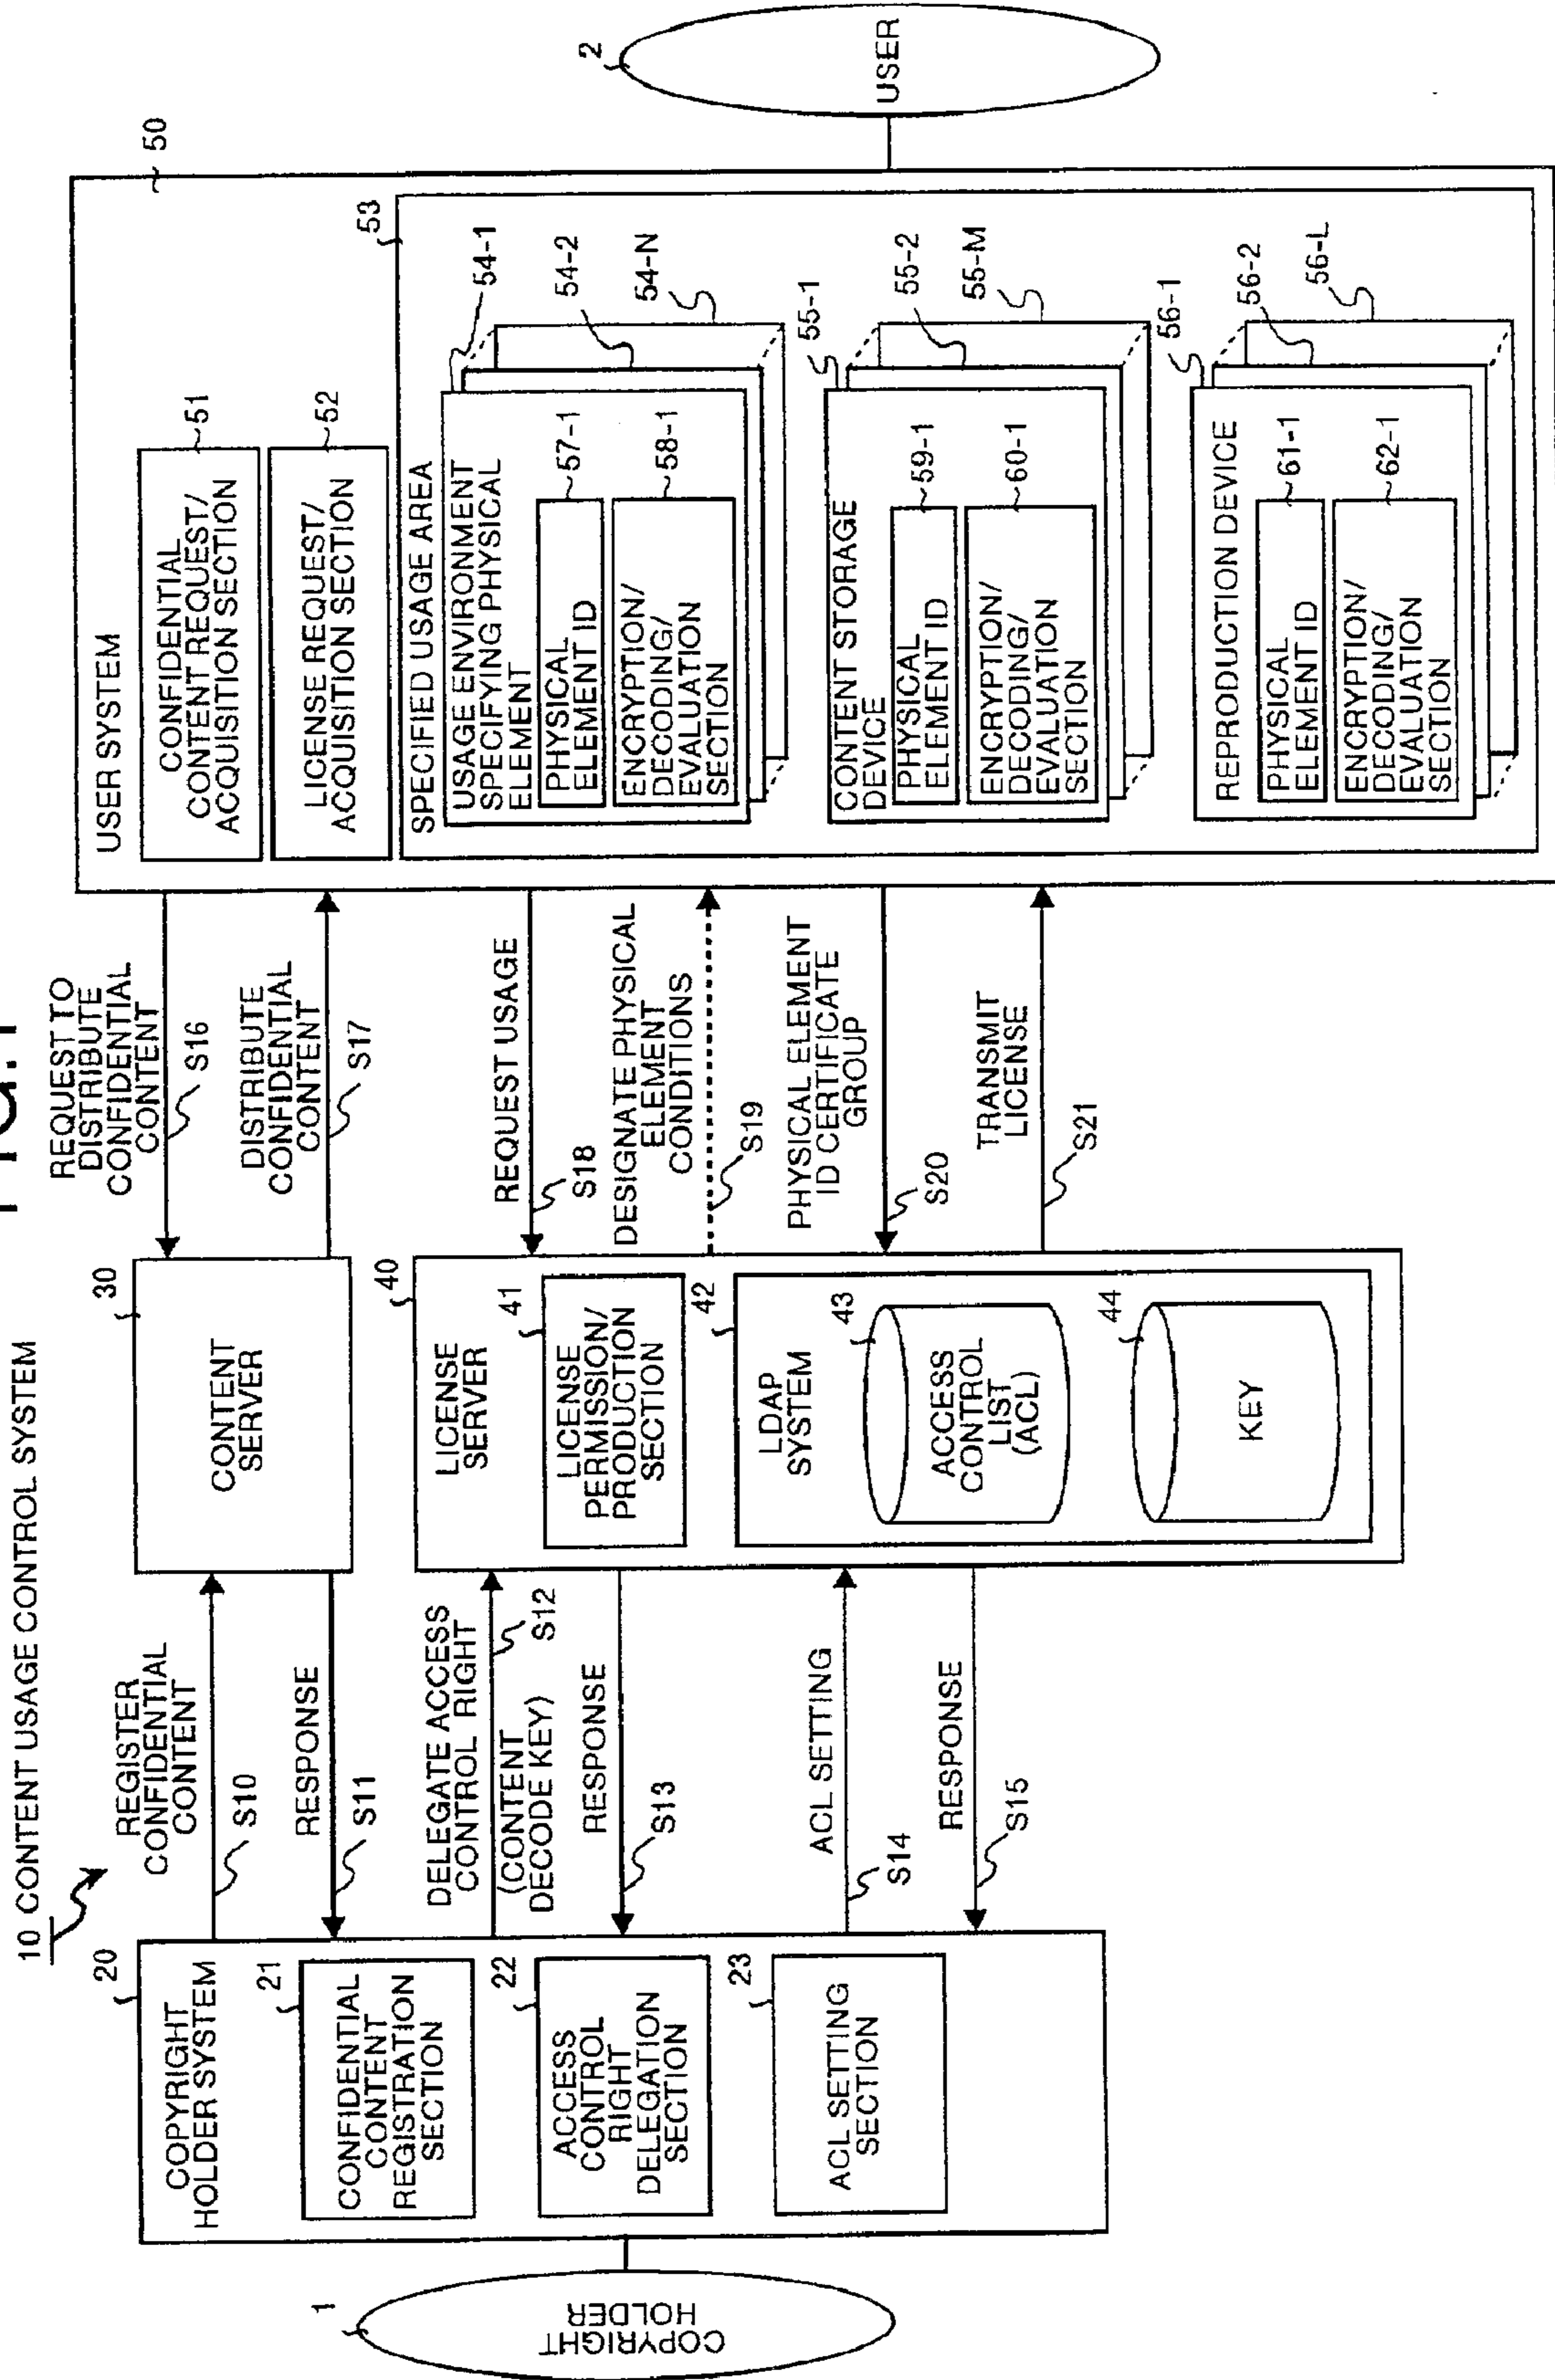 FIG.1
10 CONTENT USAGE CONTROL SYSTEM
1
COPYRIGHT
HOLDER
20
COPYRIGHT
HOLDER SYSTEM
21
CONFIDENTIAL
CONTENT
REGISTRATION
SECTION
22
ACCESS
CONTROL
RIGHT
DELEGATION
SECTION
23
ACL SETTING
SECTION
REGISTER
CONFIDENTIAL
CONTENT
S10
RESPONSE
S11
DELEGATE ACCESS
CONTROL RIGHT
(CONTENT
DECODE KEY)
S12
RESPONSE
S13
ACL SETTING
S14
RESPONSE
S15
30
CONTENT
SERVER
40
LICENSE
SERVER
41
LICENSE
PERMISSION/
PRODUCTION
SECTION
42
LDAP
SYSTEM
43
ACCESS
CONTROL
LIST
(ACL)
44
KEY
REQUEST TO
DISTRIBUTE
CONFIDENTIAL
CONTENT
S16
DISTRIBUTE
CONFIDENTIAL
CONTENT
S17
REQUEST USAGE
S18
DESIGNATE PHYSICAL
ELEMENT
CONDITIONS
S19
PHYSICAL ELEMENT
ID CERTIFICATE
GROUP
S20
TRANSMIT
LICENSE
S21
50
USER SYSTEM
CONFIDENTIAL
CONTENT REQUEST/
ACQUISITION SECTION
51
LICENSE REQUEST/
ACQUISITION SECTION
52
53
SPECIFIED USAGE AREA
USAGE ENVIRONMENT
SPECIFYING PHYSICAL
ELEMENT
54-1
54-2
54-N
PHYSICAL
ELEMENT ID
57-1
ENCRYPTION/
DECODING/
EVALUATION
SECTION
58-1
CONTENT STORAGE
DEVICE
55-1
55-2
55-M
PHYSICAL
ELEMENT ID
59-1
ENCRYPTION/
DECODING/
EVALUATION
SECTION
60-1
REPRODUCTION DEVICE
56-1
56-2
56-L
PHYSICAL
ELEMENT ID
61-1
ENCRYPTION/
DECODING/
EVALUATION
SECTION
62-1
2
USER